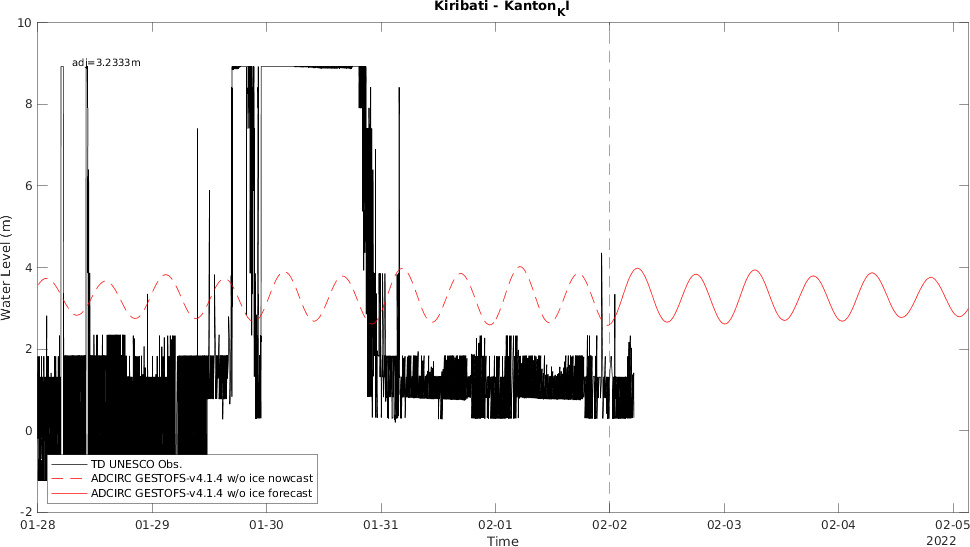 Kiribati - Kanton_KI
adj=3.2333m
10
8
6
4
2
0
-2
Water Level (m)
TD UNESCO Obs.
ADCIRC GESTOFS-v4.1.4 w/o ice nowcast
ADCIRC GESTOFS-v4.1.4 w/o ice forecast
01-28 01-29 01-30 01-31 02-01 02-02 02-03 02-04 02-05
Time
2022